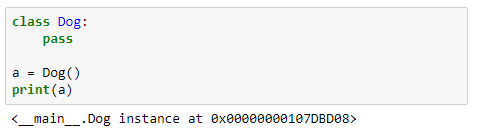 class Dog:
    pass
a = Dog()
print(a)
<__main__.Dog instance at 0x00000000107DBD08>